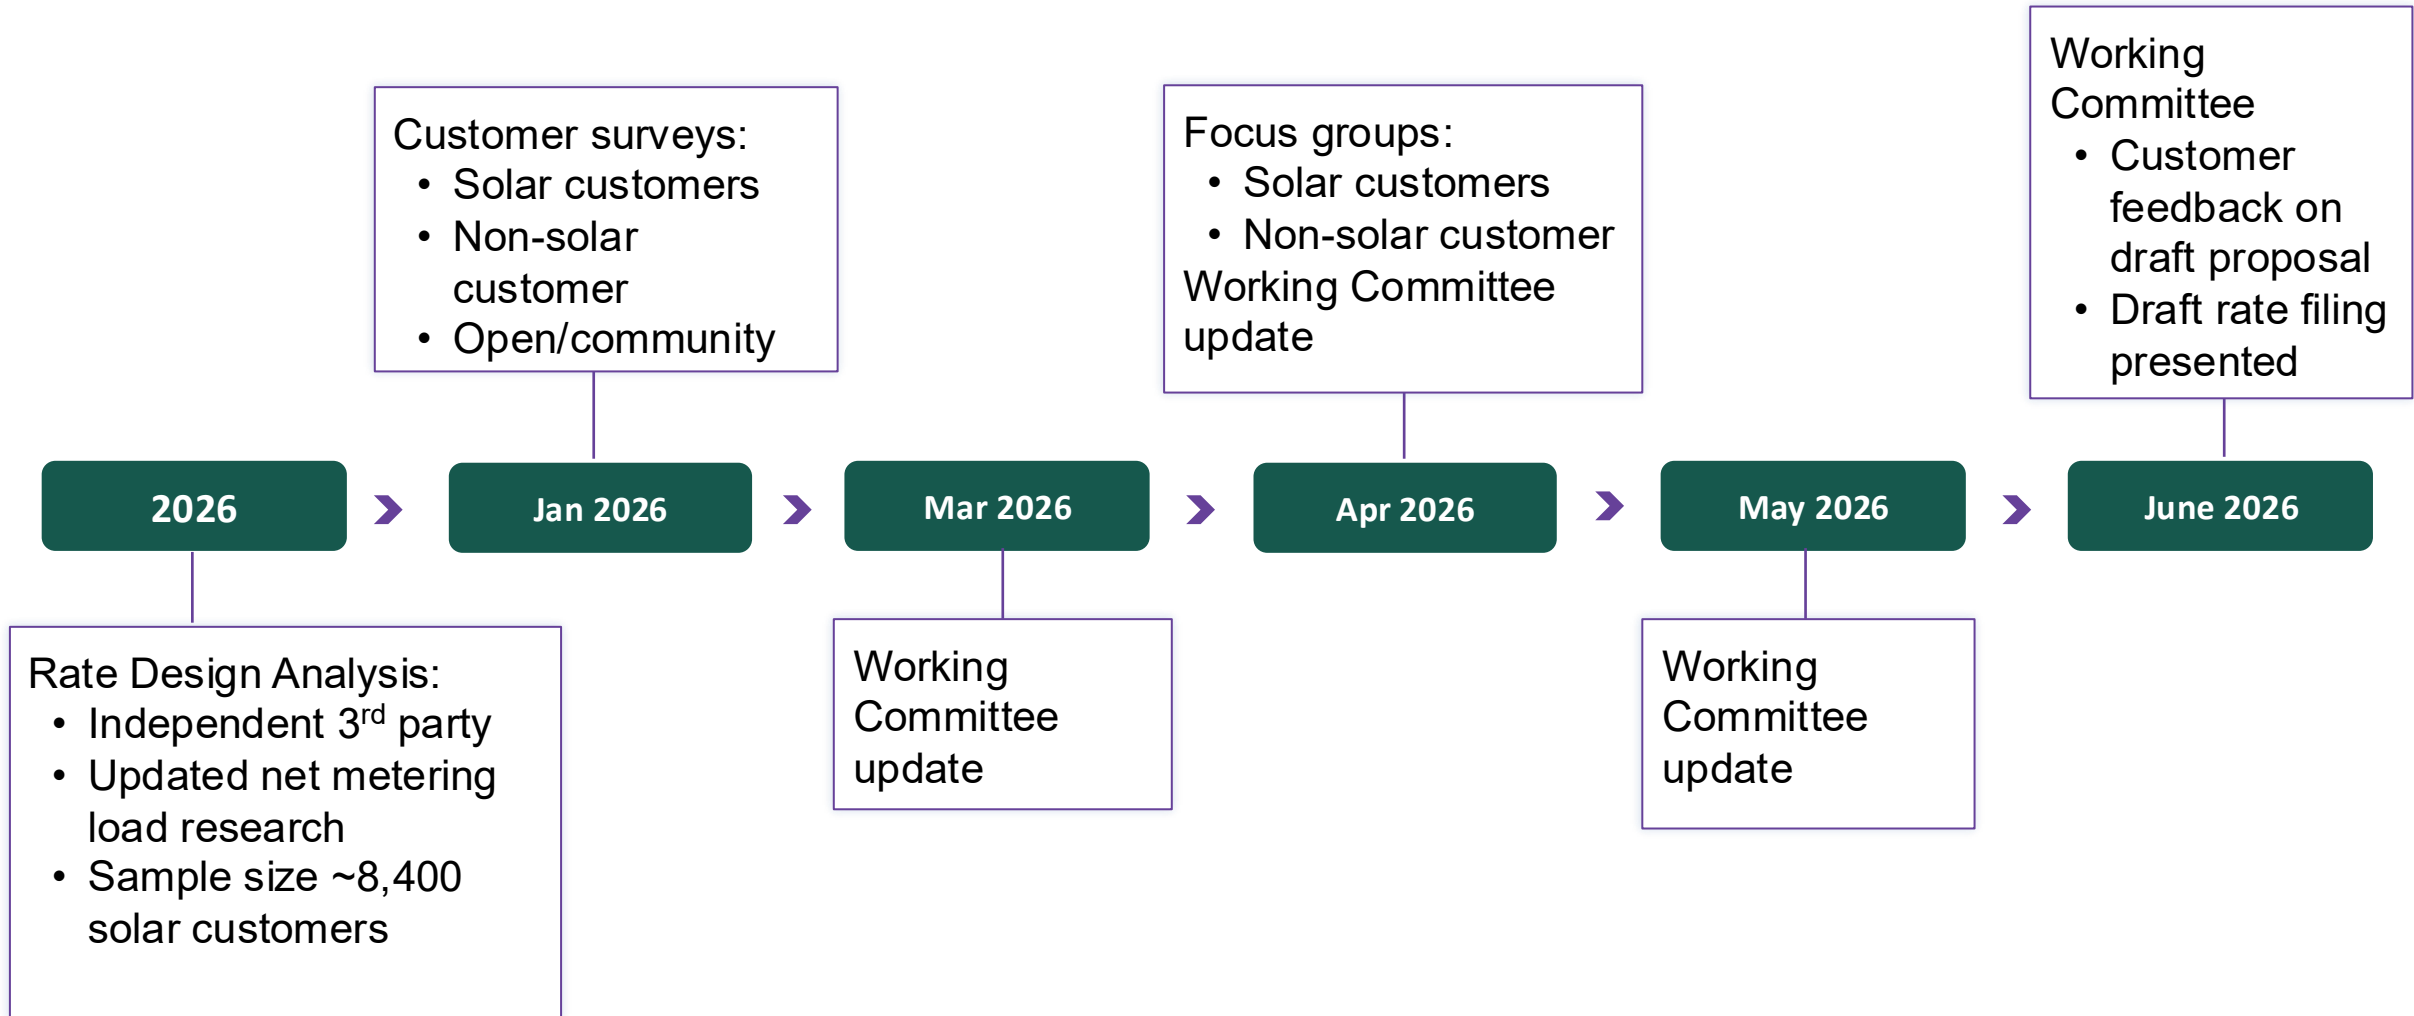 Working
Committee
• Customer
feedback on
draft proposal
• Draft rate filing
presented
Customer surveys:
• Solar customers
• Non-solar
customer
• Open/community
Focus groups:
• Solar customers
• Non-solar customer
Working Committee
update
2026
Jan 2026
Mar 2026
Apr 2026
May 2026
June 2026
Rate Design Analysis:
• Independent 3rd party
• Updated net metering
load research
• Sample size ~8,400
solar customers
Working
Committee
update
Working
Committee
update